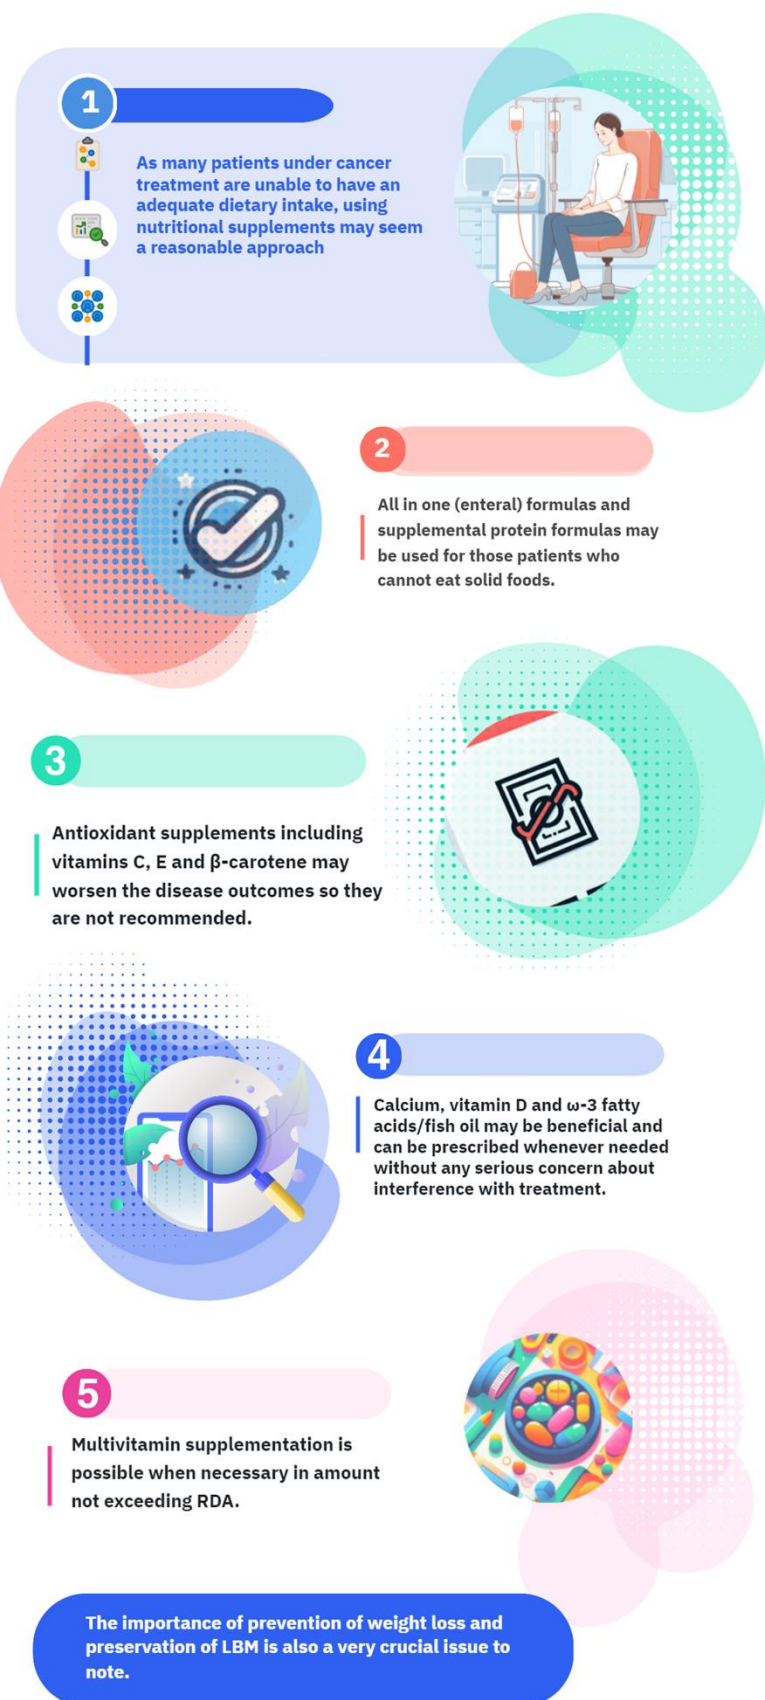 1
As many patients under cancer
treatment are unable to have an
adequate dietary intake, using
nutritional supplements may seem
a reasonable approach
2
All in one (enteral) formulas and
supplemental protein formulas may
be used for those patients who
cannot eat solid foods.
3
Antioxidant supplements including
vitamins C, E and β-carotene may
worsen the disease outcomes so they
are not recommended.
4
Calcium, vitamin D and ω-3 fatty
acids/fish oil may be beneficial and
can be prescribed whenever needed
without any serious concern about
interference with treatment.
5
Multivitamin supplementation is
possible when necessary in amount
not exceeding RDA.
The importance of prevention of weight loss and
preservation of LBM is also a very crucial issue to
note.